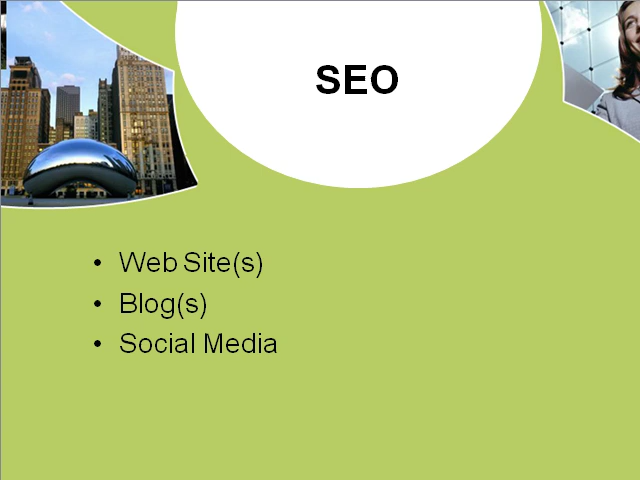 SEO
• Web Site(s)
• Blog(s)
• Social Media